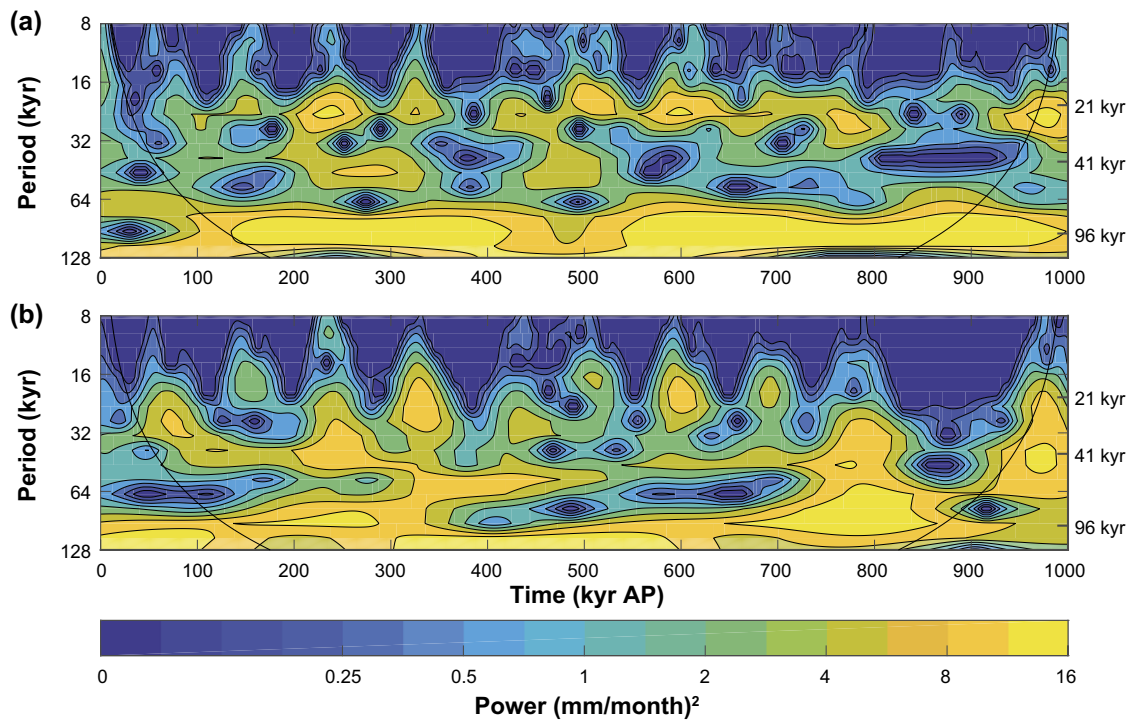 (a)
Period (kyr)
8
16
32
64
128
21 kyr
41 kyr
96 kyr
0 100 200 300 400 500 600 700 800 900 1000
(b)
Period (kyr)
8
16
32
64
128
21 kyr
41 kyr
96 kyr
0 100 200 300 400 500 600 700 800 900 1000
Time (kyr AP)
0 0.25 0.5 1 2 4 8 16
Power (mm/month)²